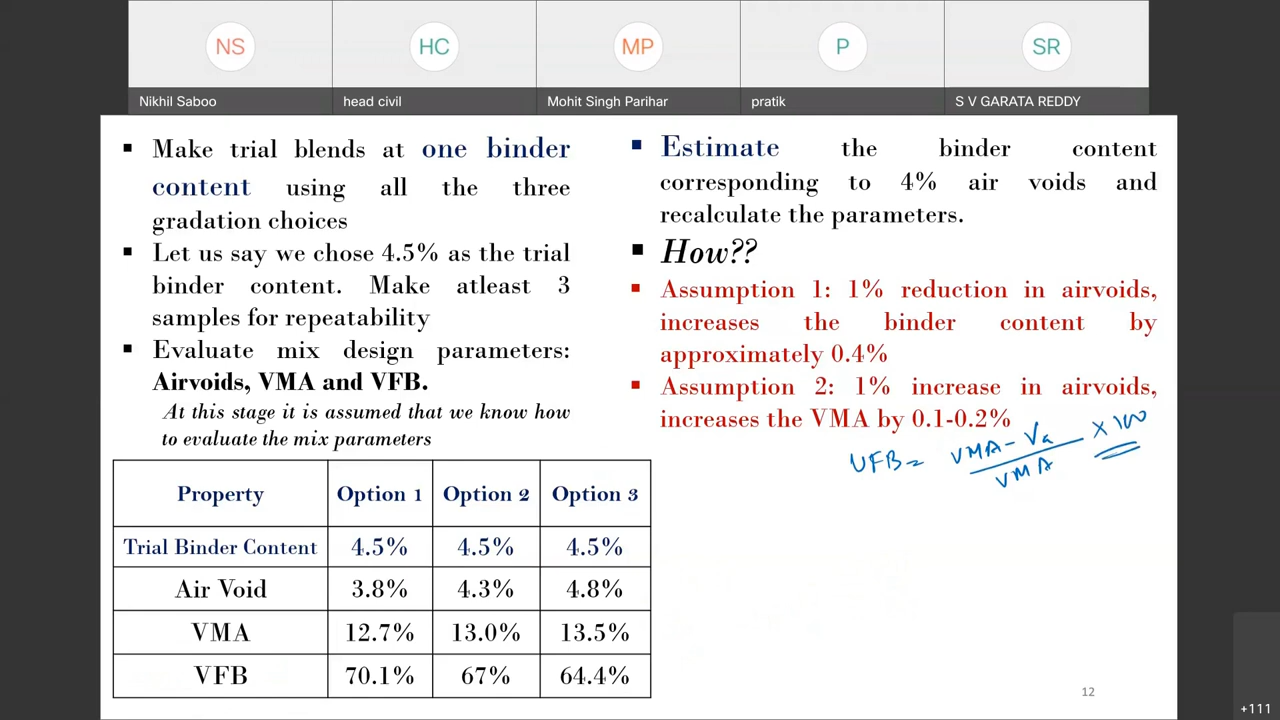 NS
HC
MP
P
SR
Nikhil Saboo
head civil
Mohit Singh Parihar
pratik
S V GARATA REDDY
▪ Make trial blends at one binder
content using all the three
gradation choices
▪ Let us say we chose 4.5% as the trial
binder content. Make atleast 3
samples for repeatability
▪ Evaluate mix design parameters:
Airvoids, VMA and VFB.
At this stage it is assumed that we know how
to evaluate the mix parameters
Property Option 1 Option 2 Option 3
Trial Binder Content 4.5% 4.5% 4.5%
Air Void 3.8% 4.3% 4.8%
VMA 12.7% 13.0% 13.5%
VFB 70.1% 67% 64.4%
▪ Estimate the binder content
corresponding to 4% air voids and
recalculate the parameters.
▪ How??
▪ Assumption 1: 1% reduction in airvoids,
increases the binder content by
approximately 0.4%
▪ Assumption 2: 1% increase in airvoids,
increases the VMA by 0.1-0.2%
VFB = VMA - Va × 100
VMA
12
+111